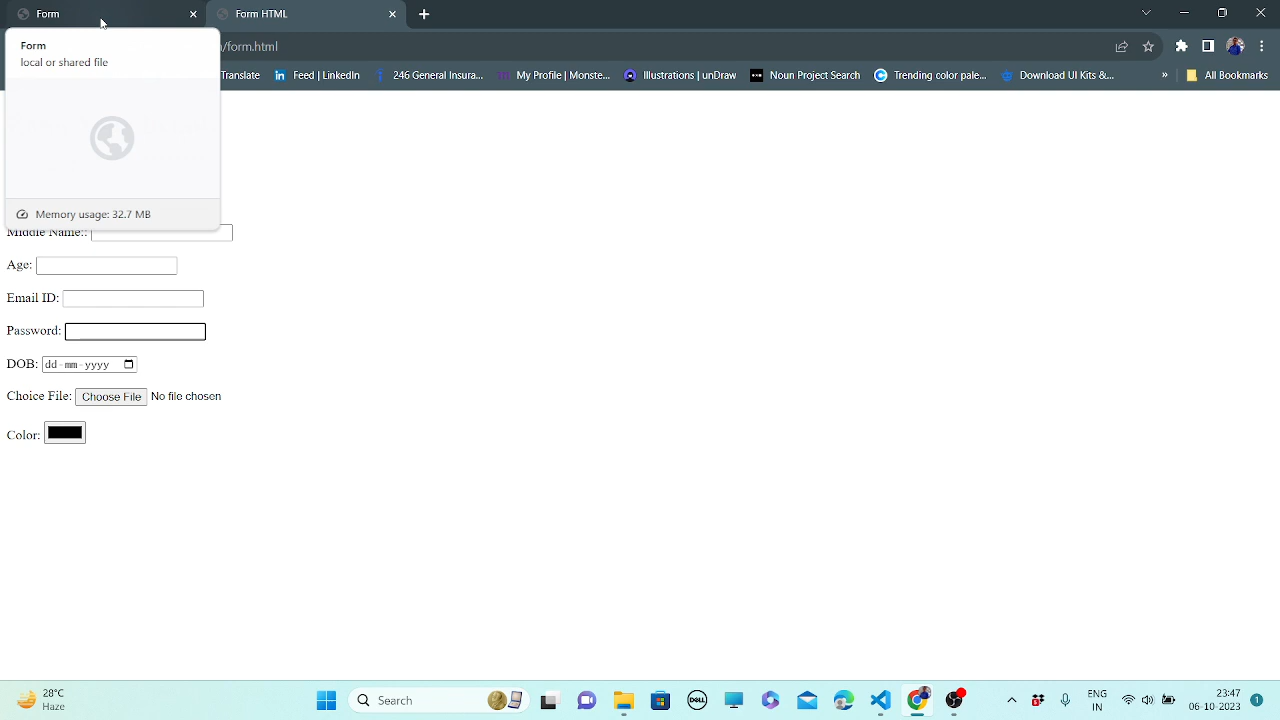 Form
Form HTML
Form
local or shared file
Memory usage: 32.7 MB
/form.html
Translate
Feed | LinkedIn
246 General Insura...
My Profile | Monste...
Illustrations | unDraw
Noun Project Search
Trending color pale...
Download UI Kits &...
»
All Bookmarks
Middle Name::
Age:
Email ID:
Password:
DOB: dd-mm-yyyy
Choice File: Choose File No file chosen
Color:
28°C
Haze
Search
DELL
ENG
IN
23:47
06-10-2023
1